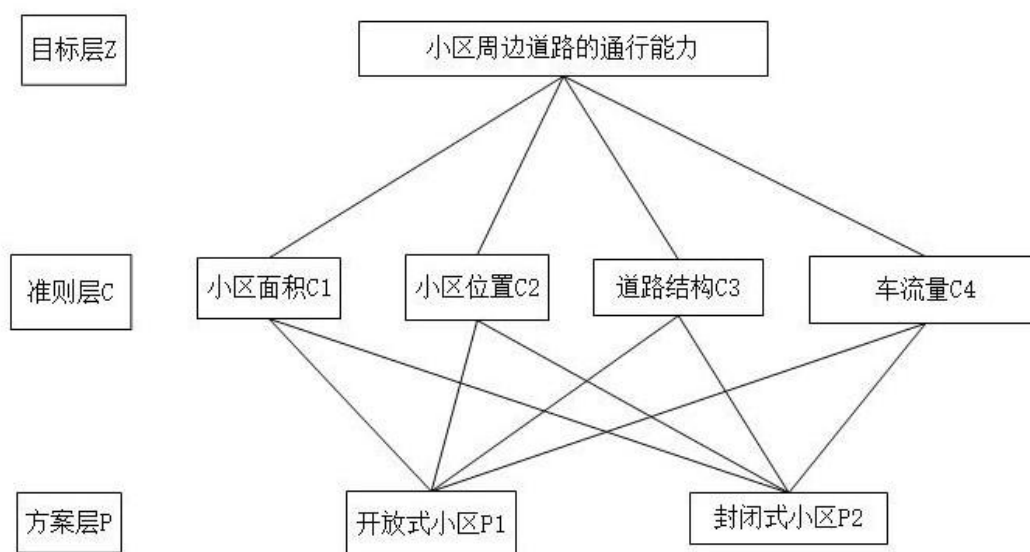 目标层Z
小区周边道路的通行能力
准则层C
小区面积C1
小区位置C2
道路结构C3
车流量C4
方案层P
开放式小区P1
封闭式小区P2